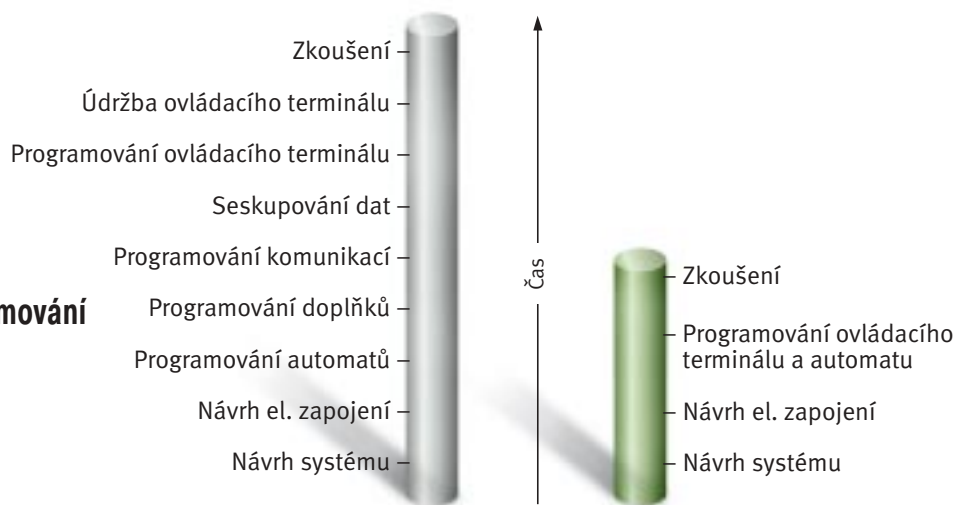 Zkoušení
Údržba ovládacího terminálu
Programování ovládacího terminálu
Seskupování dat
Programování komunikací
Programování doplňků
Programování automatů
Návrh el. zapojení
Návrh systému
mování
Čas
Zkoušení
Programování ovládacího
terminálu a automatu
Návrh el. zapojení
Návrh systému